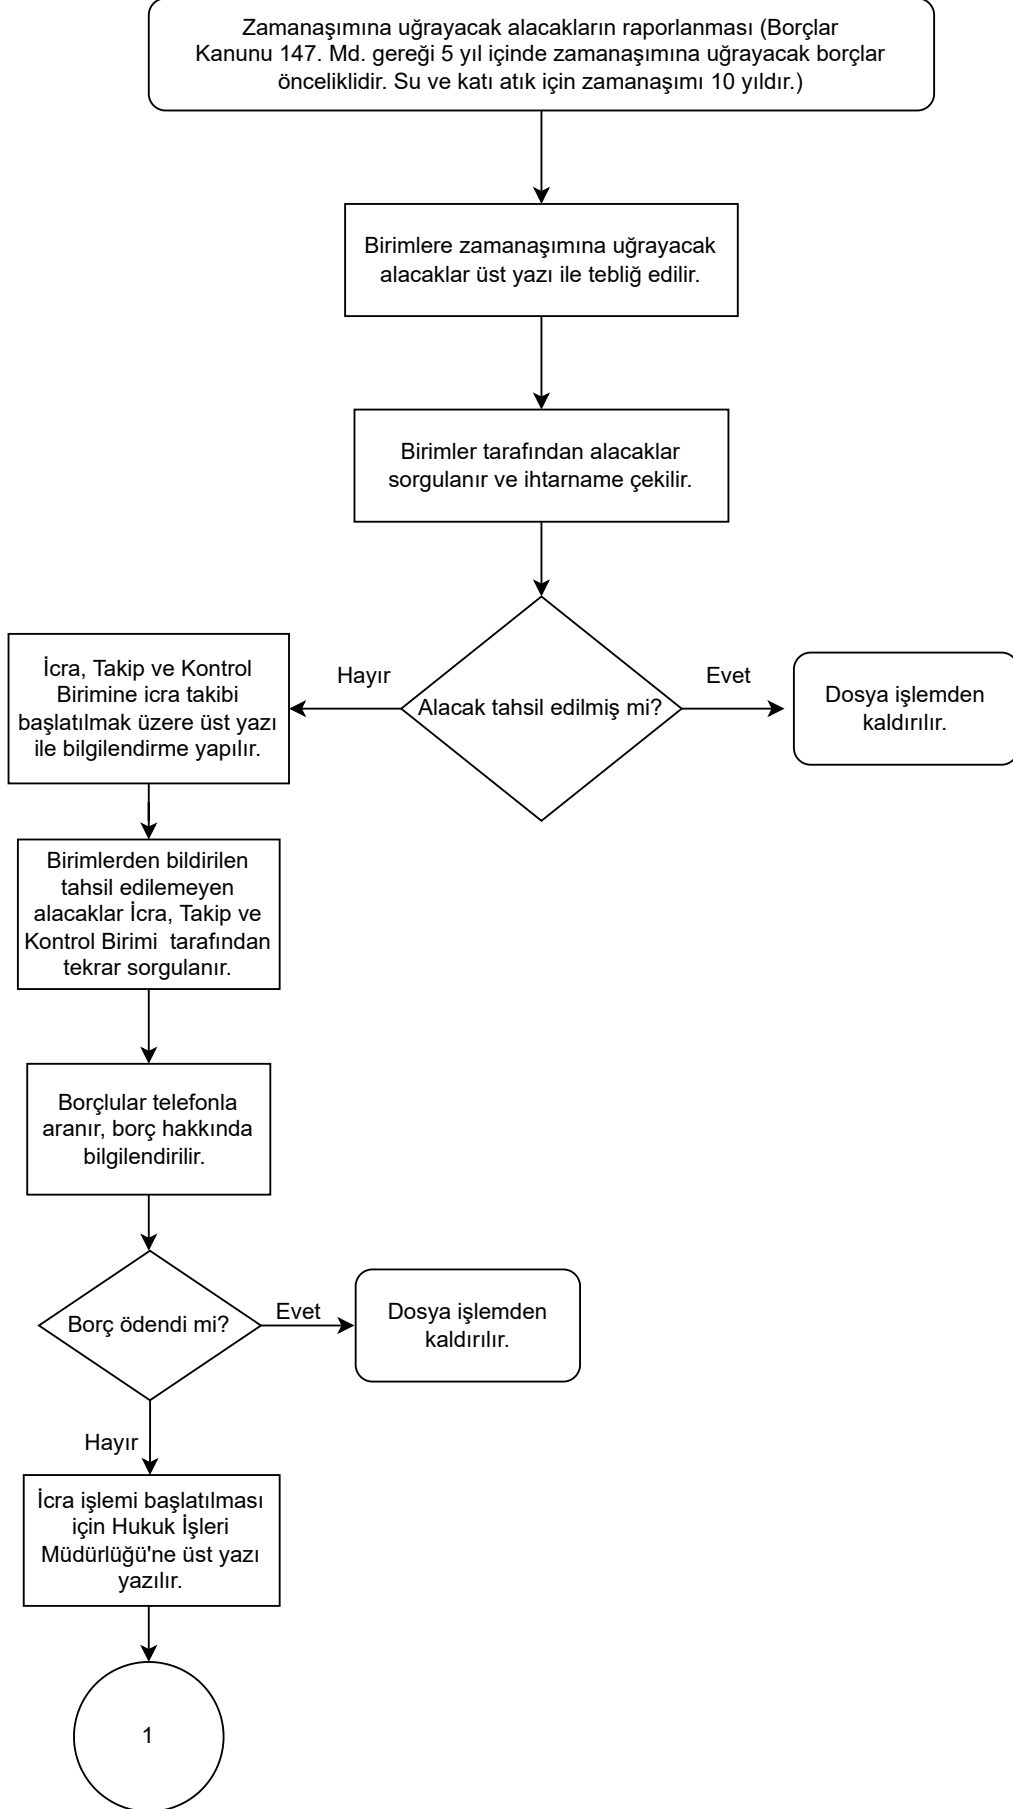 Zamanaşımına uğrayacak alacakların raporlanması (Borçlar
Kanunu 147. Md. gereği 5 yıl içinde zamanaşımına uğrayacak borçlar
önceliklidir. Su ve katı atık için zamanaşımı 10 yıldır.)
Birimlere zamanaşımına uğrayacak
alacaklar üst yazı ile tebliğ edilir.
Birimler tarafından alacaklar
sorgulanır ve ihtarname çekilir.
Alacak tahsil edilmiş mi?
Evet
Dosya işlemden
kaldırılır.
Hayır
İcra, Takip ve Kontrol
Birimine icra takibi
başlatılmak üzere üst yazı
ile bilgilendirme yapılır.
Birimlerden bildirilen
tahsil edilemeyen
alacaklar İcra, Takip ve
Kontrol Birimi  tarafından
tekrar sorgulanır.
Borçlular telefonla
aranır, borç hakkında
bilgilendirilir.
Borç ödendi mi?
Evet
Dosya işlemden
kaldırılır.
Hayır
İcra işlemi başlatılması
için Hukuk İşleri
Müdürlüğü'ne üst yazı
yazılır.
1